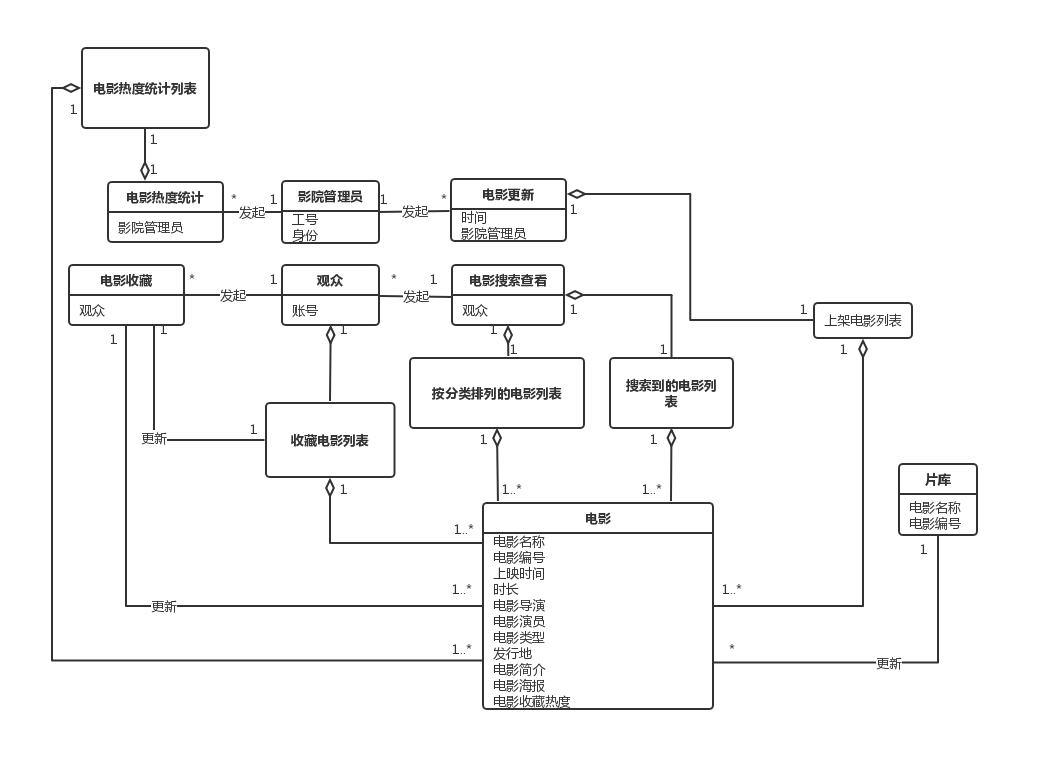 电影热度统计列表
1
1
1
电影热度统计
影院管理员
*
发起
1
影院管理员
工号
身份
1
发起
*
电影更新
时间
影院管理员
1
电影收藏
观众
*
发起
1
观众
账号
*
发起
1
电影搜索查看
观众
1
1
上架电影列表
1
1
1
1
1
1
1
按分类排列的电影列表
搜索到的电影列
表
更新
1
收藏电影列表
1
1
1
片库
电影名称
电影编号
1
1..*
1..*
1..*
电影
电影名称
电影编号
上映时间
时长
电影导演
电影演员
电影类型
发行地
电影简介
电影海报
电影收藏热度
1..*
更新
1..*
1..*
*
更新